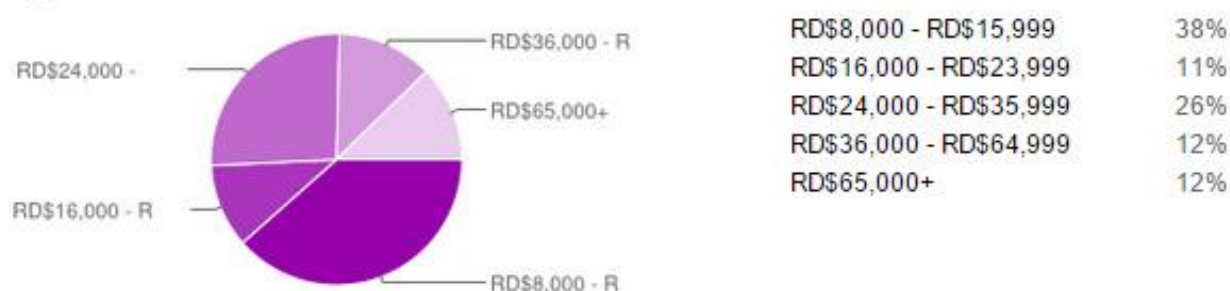 RD$36,000 - R
RD$24,000 -
RD$65,000+
RD$16,000 - R
RD$8,000 - R
RD$8,000 - RD$15,999 38%
RD$16,000 - RD$23,999 11%
RD$24,000 - RD$35,999 26%
RD$36,000 - RD$64,999 12%
RD$65,000+ 12%